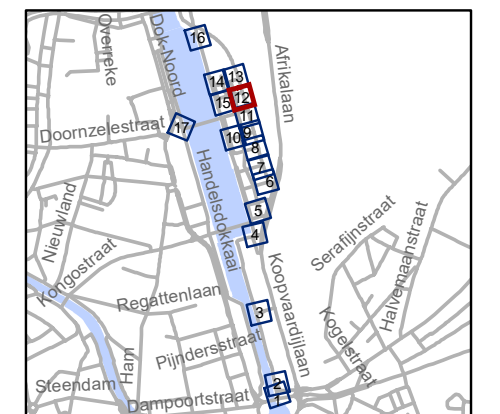 Overreke
Dok-Noord
16
Afrikalaan
14
13
15
12
11
Doornzelestraat
17
10
9
8
7
6
Handelsdokkaai
Nieuwland
5
4
Serafijnstraat
Halvemaanstraat
Kongostraat
Koopvaardijlaan
Regattenlaan
3
Kogelstraat
Pijndersstraat
Ham
Steendam
2
1
Dampoortstraat